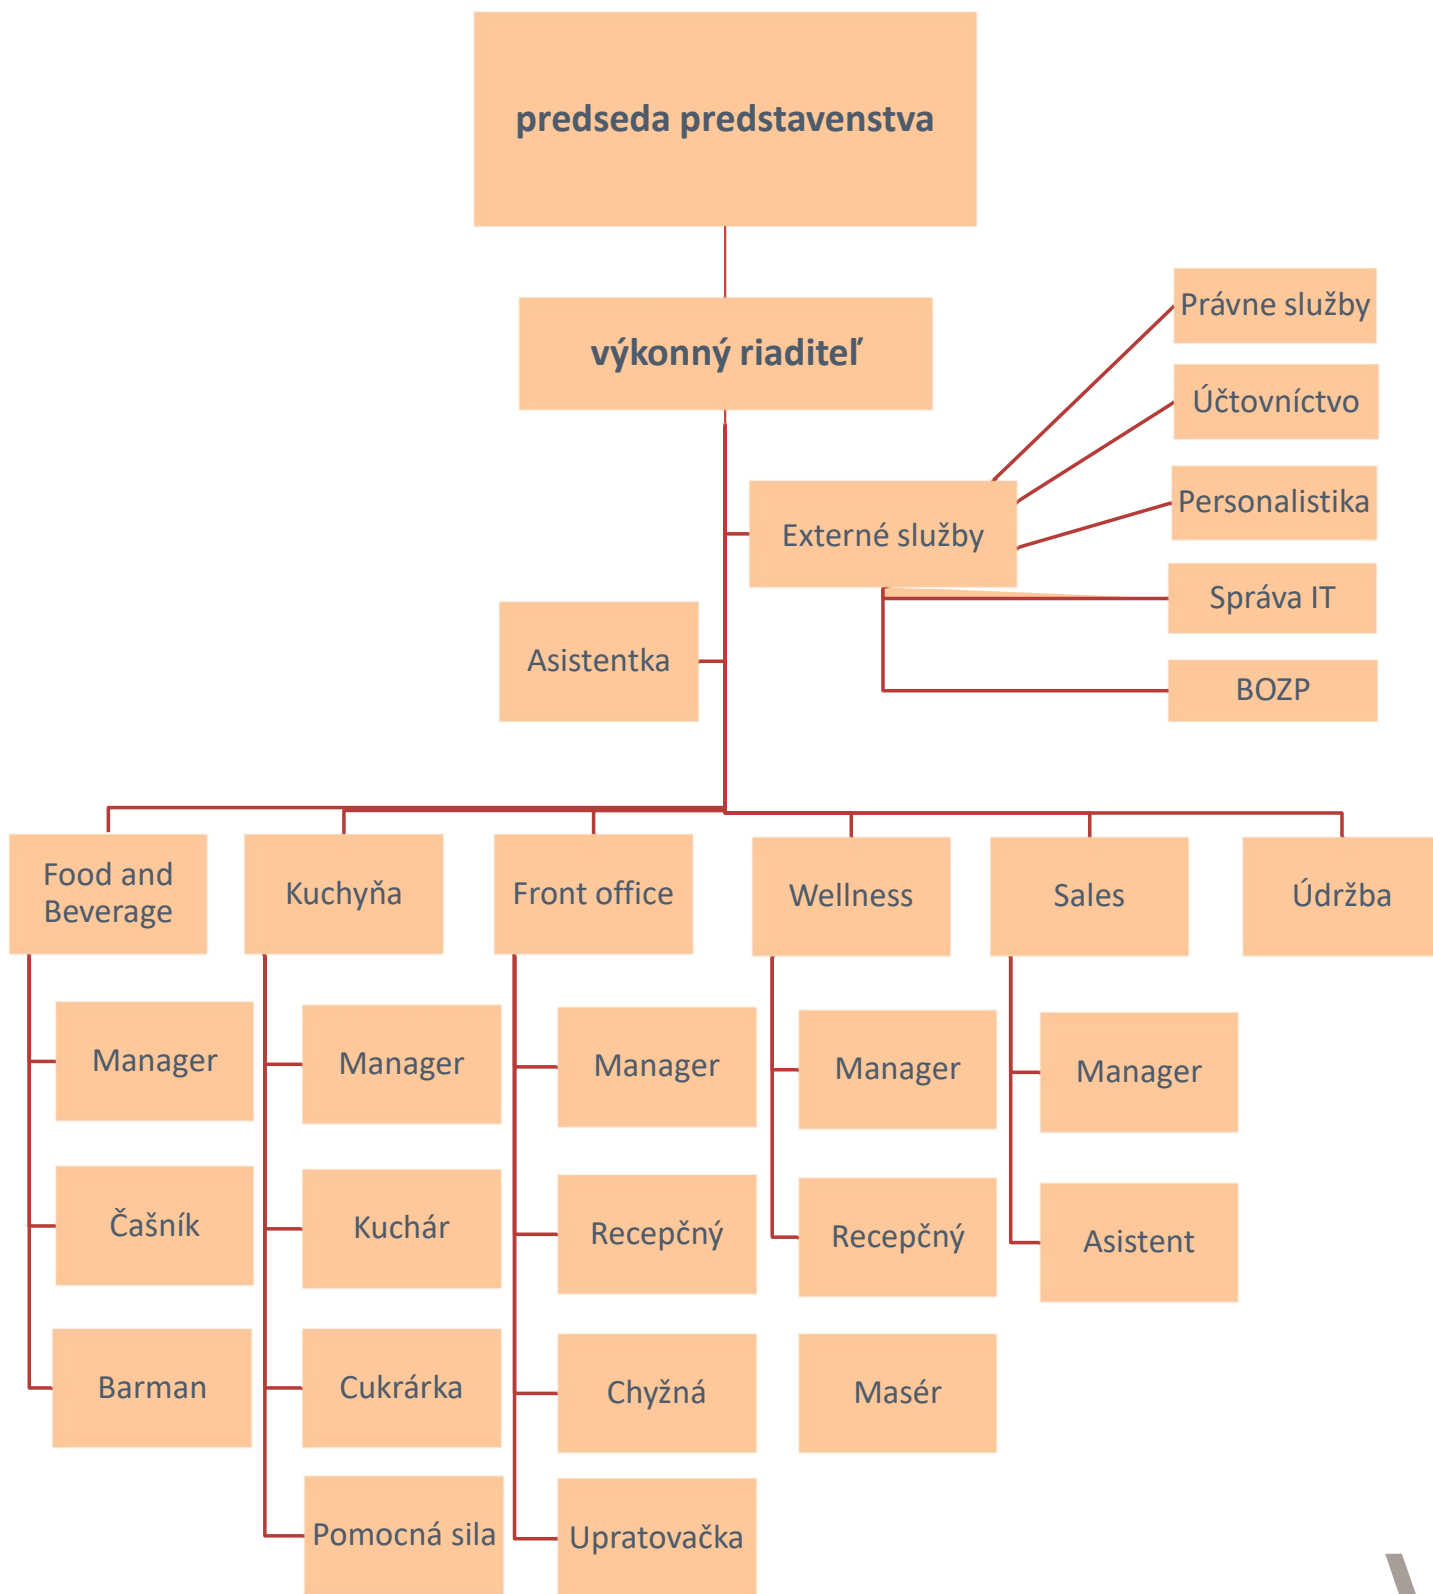 predseda predstavenstva
výkonný riaditeľ
Právne služby
Účtovníctvo
Personalistika
Externé služby
Správa IT
Asistentka
BOZP
Food and
Beverage
Kuchyňa
Front office
Wellness
Sales
Údržba
Manager
Manager
Manager
Manager
Manager
Čašník
Kuchár
Recepčný
Recepčný
Asistent
Barman
Cukrárka
Chyžná
Masér
Pomocná sila
Upratovačka